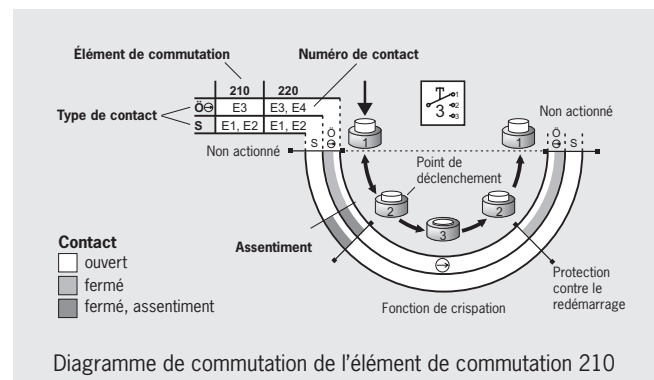 Élément de commutation
Numéro de contact
210 220
Type de contact
Ö E3 E3, E4
S E1, E2 E1, E2
Non actionné
S Ö
1
T
3 1 2 3
1
Non actionné
Ö S
Point de
déclenchement
2
3
2
Assentiment
Contact
ouvert
fermé
fermé, assentiment
Fonction de crispation
Protection
contre le
redémarrage
Diagramme de commutation de l'élément de commutation 210